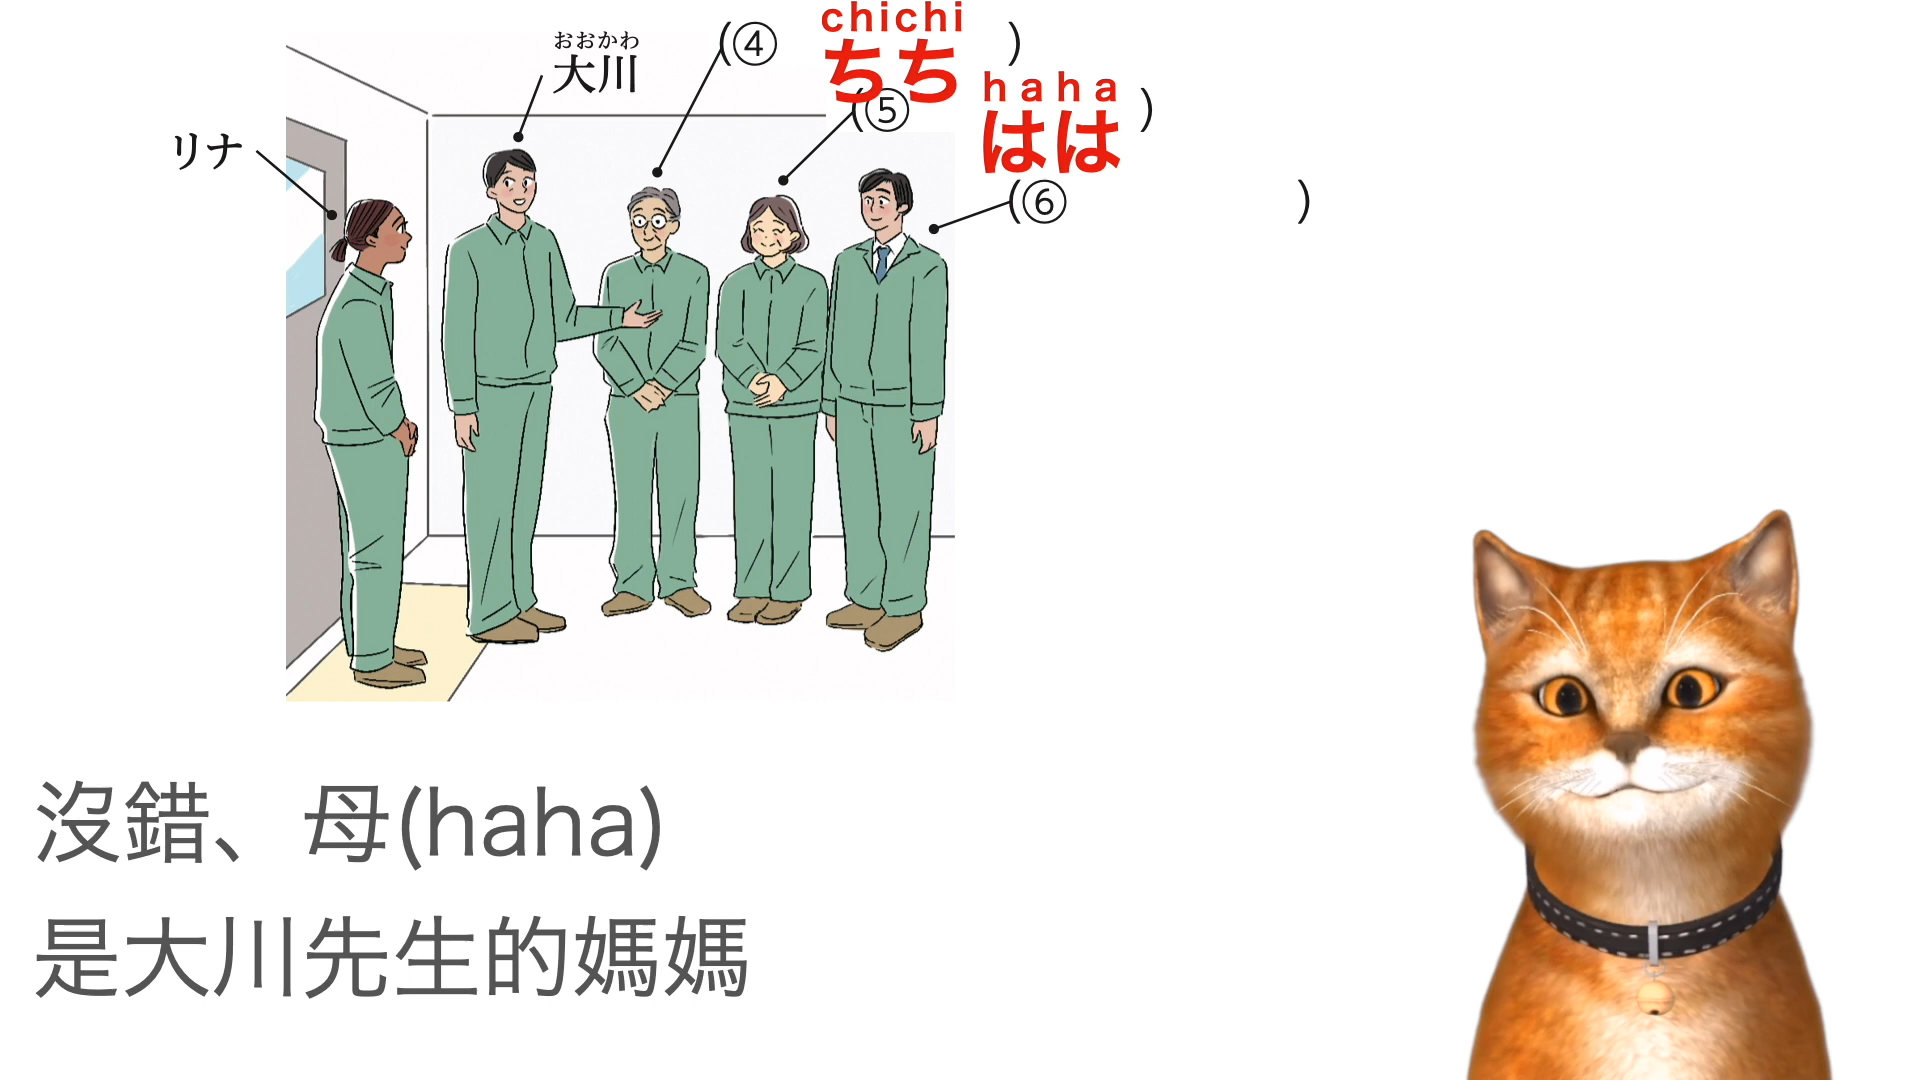 リナ
おおかわ
大川
(④ chichi ちち )
(⑤ haha はは )
(⑥ )
沒錯、母(haha)
是大川先生的媽媽